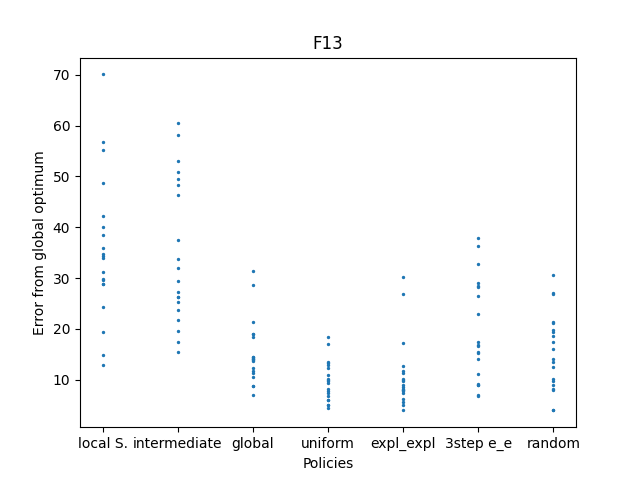 F13
Error from global optimum
70
60
50
40
30
20
10
local S. intermediate global uniform expl_expl 3step e_e random
Policies